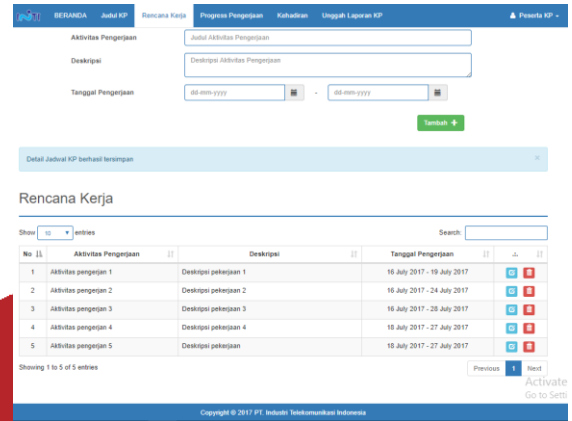 INTI BERANDA Judul KP Rencana Kerja Progress Pengerjaan Kehadiran Unggah Laporan KP Peserta KP
Aktivitas Pengerjaan Judul Aktivitas Pengerjaan
Deskripsi Deskripsi Aktivitas Pengerjaan
Tanggal Pengerjaan dd-mm-yyyy - dd-mm-yyyy
Tambah +
Detail Jadwal KP berhasil tersimpan ×
Rencana Kerja
Show 10 entries Search:
No Aktivitas Pengerjaan Deskripsi Tanggal Pengerjaan
1 Aktivitas pengerjan 1 Deskripsi pekerjaan 1 16 July 2017 - 19 July 2017
2 Aktivitas pengerjan 2 Deskripsi pekerjaan 2 16 July 2017 - 24 July 2017
3 Aktivitas pengerjan 3 Deskripsi pekerjaan 3 16 July 2017 - 28 July 2017
4 Aktivitas pengerjan 4 Deskripsi pekerjaan 4 18 July 2017 - 27 July 2017
5 Aktivitas pengerjan 5 Deskripsi pekerjaan 18 July 2017 - 27 July 2017
Showing 1 to 5 of 5 entries Previous 1 Next
Activate
Go to Setti
Copyright © 2017 PT. Industri Telekomunikasi Indonesia